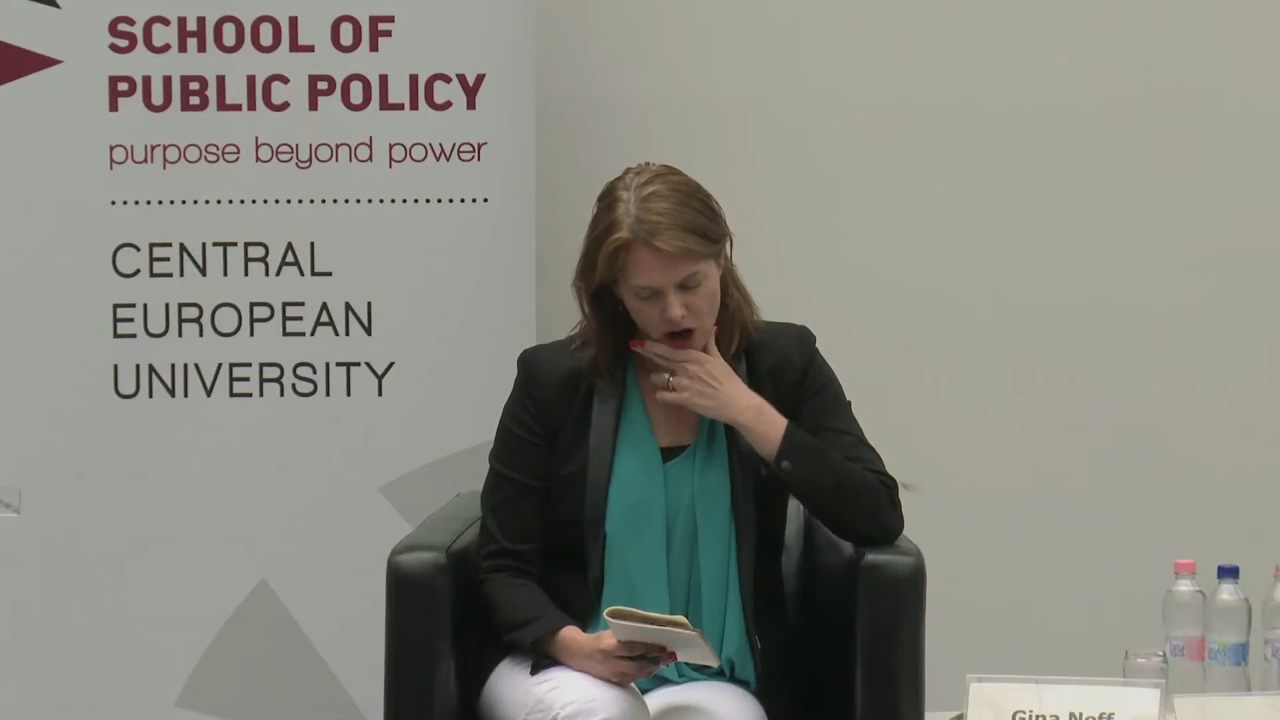 SCHOOL OF
PUBLIC POLICY
purpose beyond power
CENTRAL
EUROPEAN
UNIVERSITY
Gina Neff